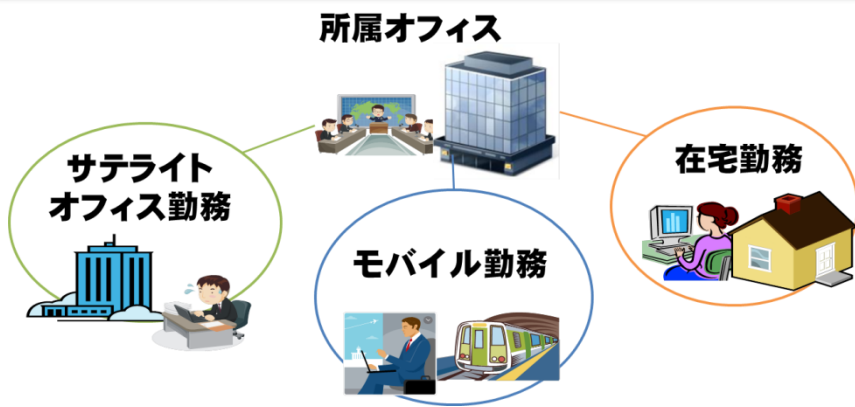 所属オフィス
サテライト
オフィス勤務
モバイル勤務
在宅勤務